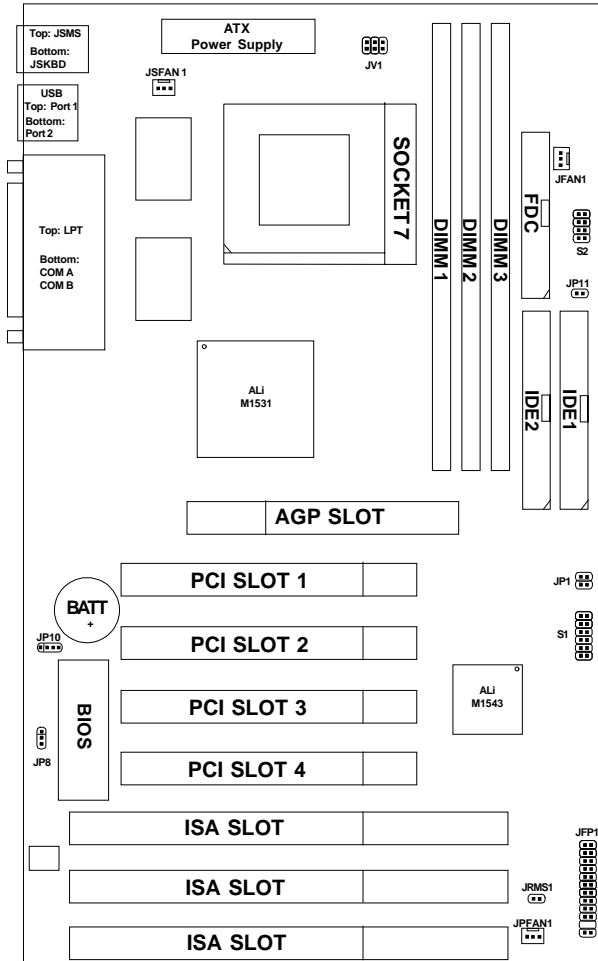 Top: JSMS
Bottom:
JSKBD
ATX
Power Supply
JV1
JSFAN 1
USB
Top: Port 1
Bottom:
Port 2
SOCKET 7
DIMM 1
DIMM 2
DIMM 3
FDC
JFAN1
S2
JP11
Top: LPT
Bottom:
COM A
COM B
ALi
M1531
IDE2
IDE1
AGP SLOT
PCI SLOT 1
JP1
BATT
+
JP10
PCI SLOT 2
S1
BIOS
PCI SLOT 3
ALi
M1543
JP8
PCI SLOT 4
ISA SLOT
JFP1
ISA SLOT
JRMS1
JPFAN1
ISA SLOT